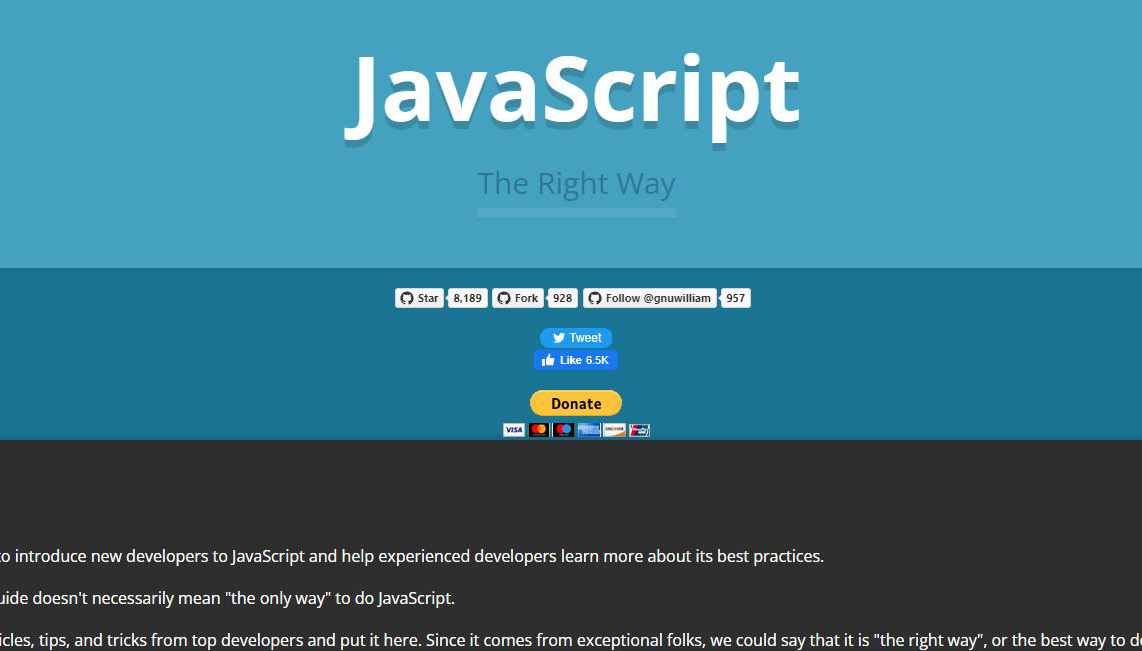 JavaScript
The Right Way
Star 8,189 Fork 928 Follow @gnuwilliam 957
Tweet
Like 6.5K
Donate
VISA DISCOVER
to introduce new developers to JavaScript and help experienced developers learn more about its best practices.
doesn't necessarily mean "the only way" to do JavaScript.
tips, and tricks from top developers and put it here. Since it comes from exceptional folks, we could say that it is "the right way", or the best way to